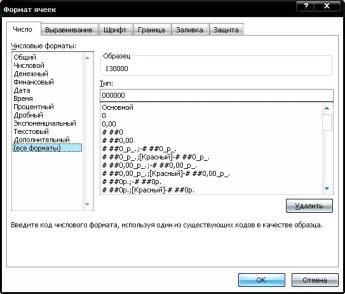 Формат ячеек
Число Выравнивание Шрифт Граница Заливка Защита
Числовые форматы:
Общий
Числовой
Денежный
Финансовый
Дата
Время
Процентный
Дробный
Экспоненциальный
Текстовый
Дополнительный
(все форматы)
Образец
130000
Тип:
000000
Основной
0
0,00
# ##0
# ##0,00
# ##0_р_.;-# ##0_р_.
# ##0_р_.;[Красный]-# ##0_р_.
# ##0,00_р_.;-# ##0,00_р_.
# ##0,00_р_.;[Красный]-# ##0,00_р_.
# ##0р.;-# ##0р.
# ##0р.;[Красный]-# ##0р.
Удалить
Введите код числового формата, используя один из существующих кодов в качестве образца.
ОК Отмена